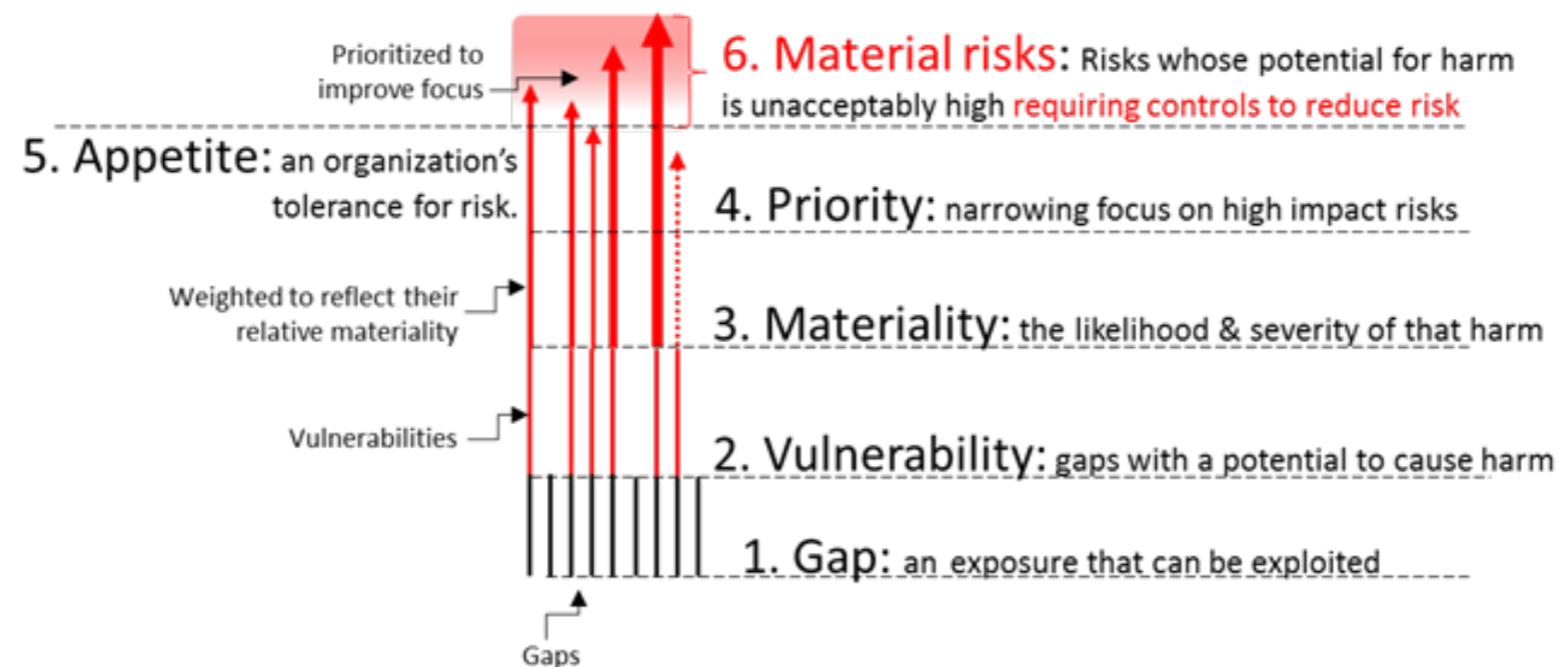 Prioritized to
improve focus
6. Material risks: Risks whose potential for harm
is unacceptably high requiring controls to reduce risk
5. Appetite: an organization's
tolerance for risk.
4. Priority: narrowing focus on high impact risks
Weighted to reflect their
relative materiality
3. Materiality: the likelihood & severity of that harm
Vulnerabilities
2. Vulnerability: gaps with a potential to cause harm
1. Gap: an exposure that can be exploited
Gaps